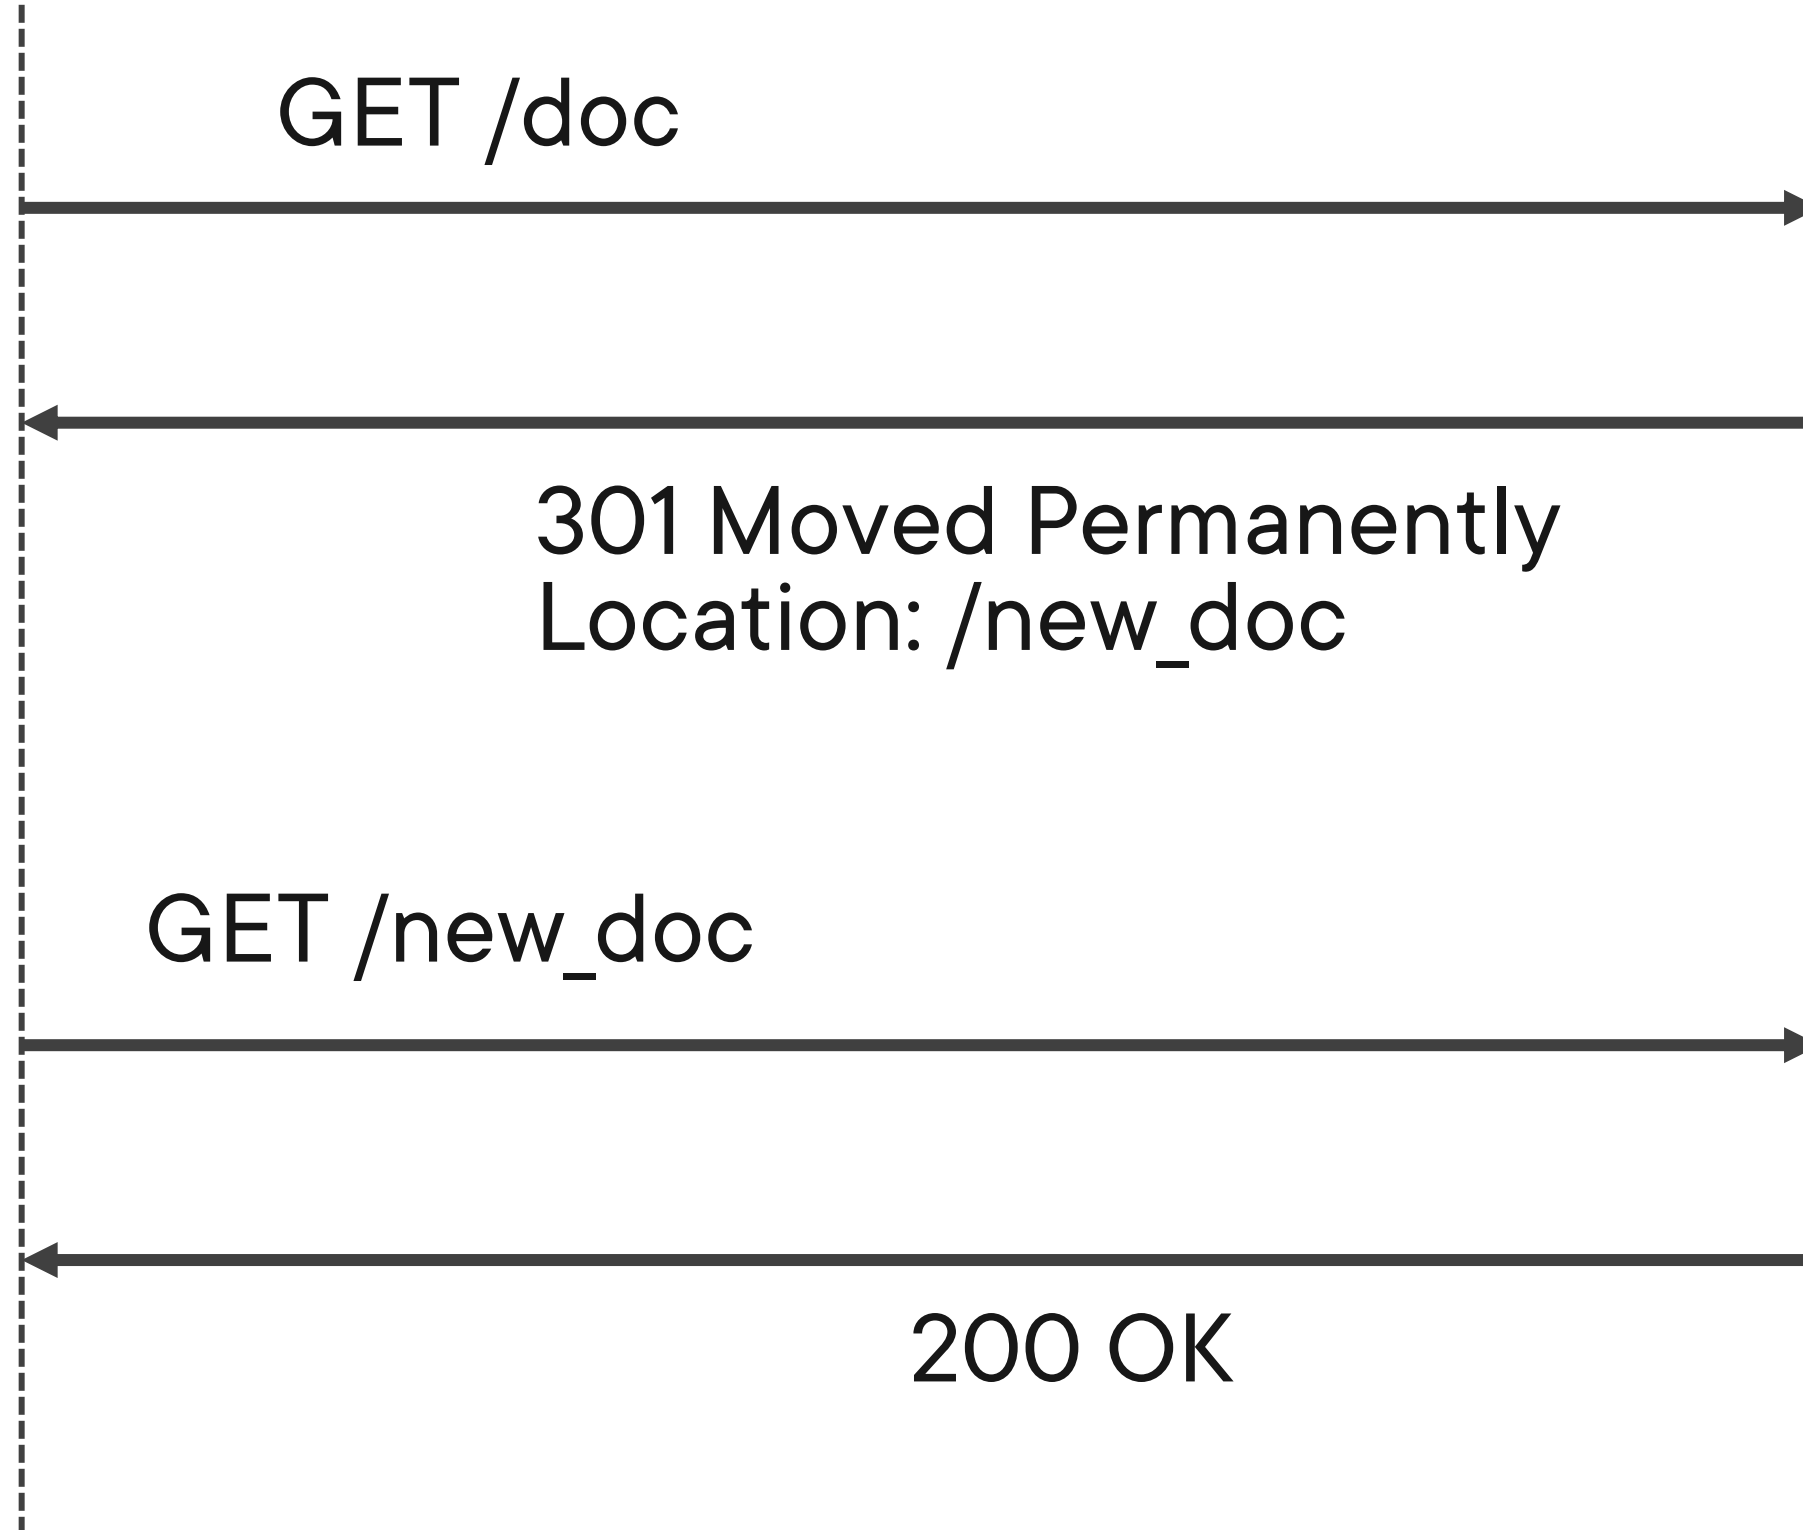 GET /doc
301 Moved Permanently
Location: /new_doc
GET /new_doc
200 OK